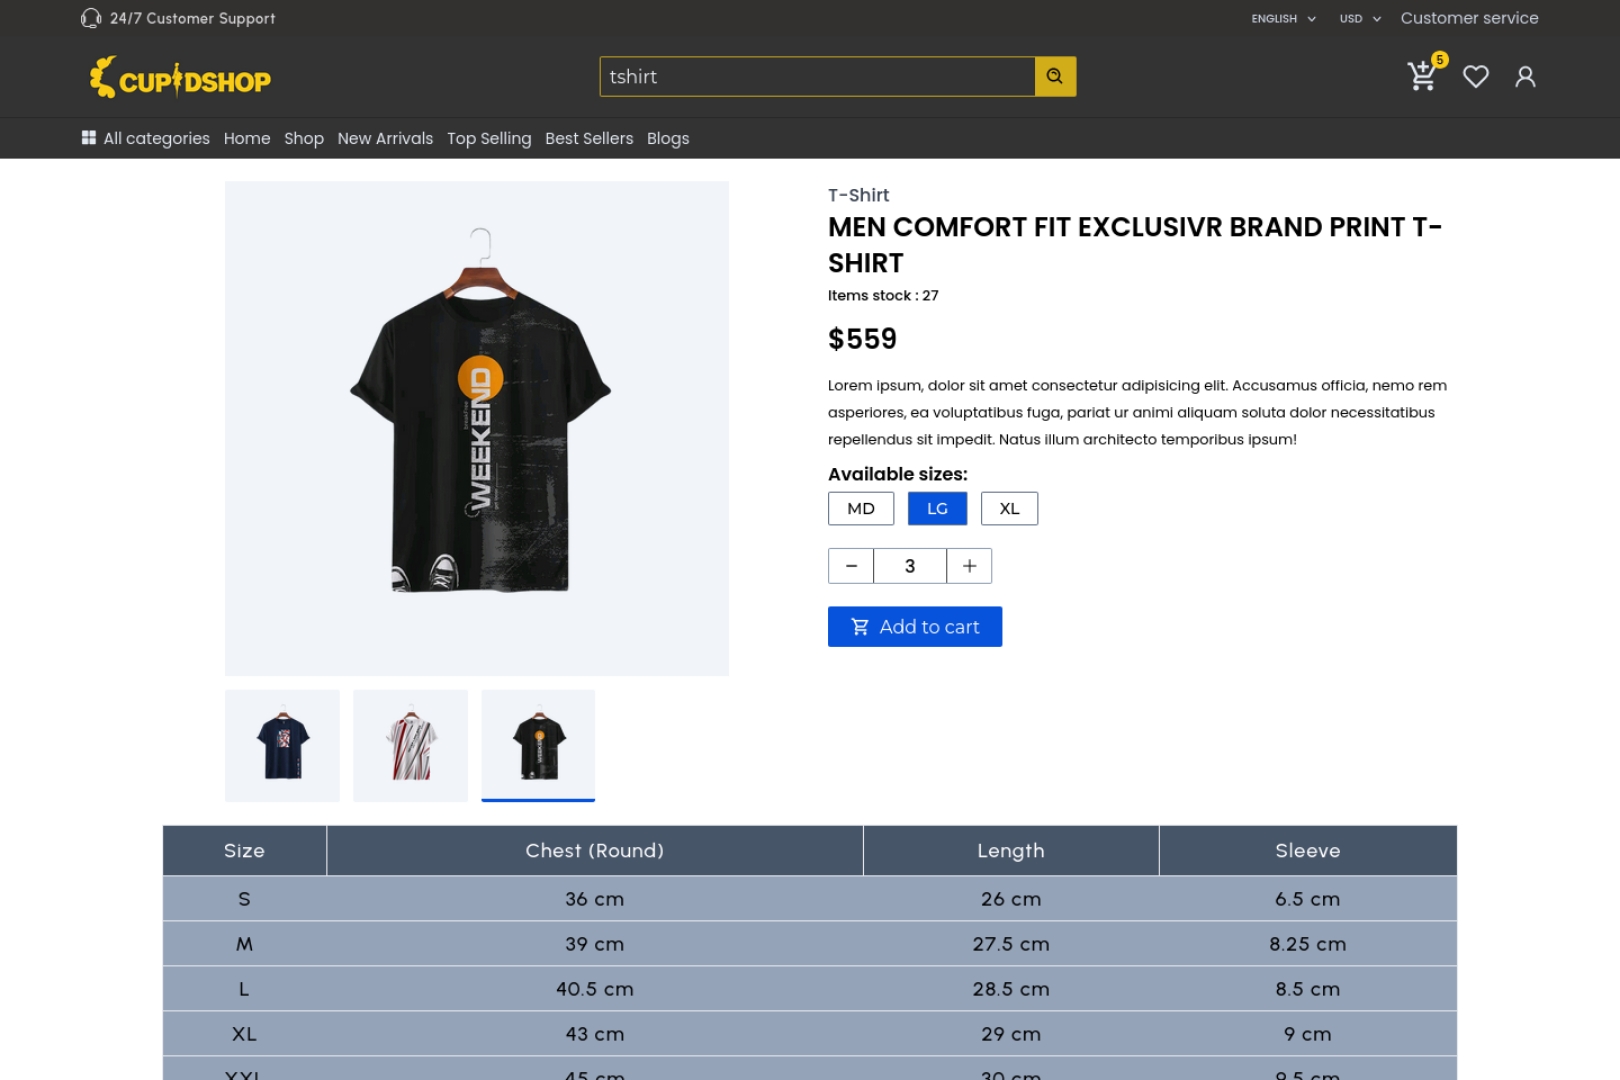 24/7 Customer Support
ENGLISH
USD
Customer service
CUPIDSHOP
tshirt
5
All categories
Home
Shop
New Arrivals
Top Selling
Best Sellers
Blogs
WEEKEND
T-Shirt
MEN COMFORT FIT EXCLUSIVR BRAND PRINT T-
SHIRT
Items stock : 27
$559
Lorem ipsum, dolor sit amet consectetur adipisicing elit. Accusamus officia, nemo rem
asperiores, ea voluptatibus fuga, pariat ur animi aliquam soluta dolor necessitatibus
repellendus sit impedit. Natus illum architecto temporibus ipsum!
Available sizes:
MD
LG
XL
− 3 +
Add to cart
WEEKEND
Size Chest (Round) Length Sleeve
S 36 cm 26 cm 6.5 cm
M 39 cm 27.5 cm 8.25 cm
L 40.5 cm 28.5 cm 8.5 cm
XL 43 cm 29 cm 9 cm
XXL 45 cm 30 cm 9.5 cm